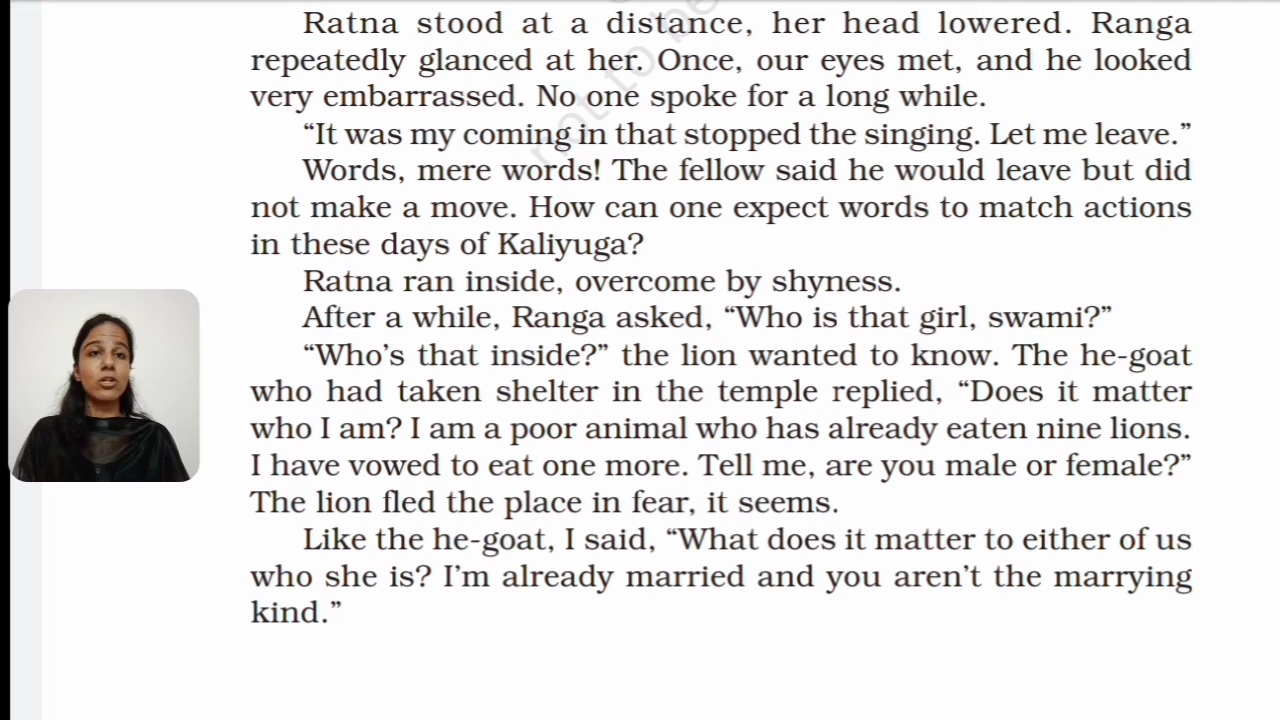 Ratna stood at a distance, her head lowered. Ranga
repeatedly glanced at her. Once, our eyes met, and he looked
very embarrassed. No one spoke for a long while.
“It was my coming in that stopped the singing. Let me leave.”
Words, mere words! The fellow said he would leave but did
not make a move. How can one expect words to match actions
in these days of Kaliyuga?
Ratna ran inside, overcome by shyness.
After a while, Ranga asked, “Who is that girl, swami?”
“Who’s that inside?” the lion wanted to know. The he-goat
who had taken shelter in the temple replied, “Does it matter
who I am? I am a poor animal who has already eaten nine lions.
I have vowed to eat one more. Tell me, are you male or female?”
The lion fled the place in fear, it seems.
Like the he-goat, I said, “What does it matter to either of us
who she is? I’m already married and you aren’t the marrying
kind.”
not to be